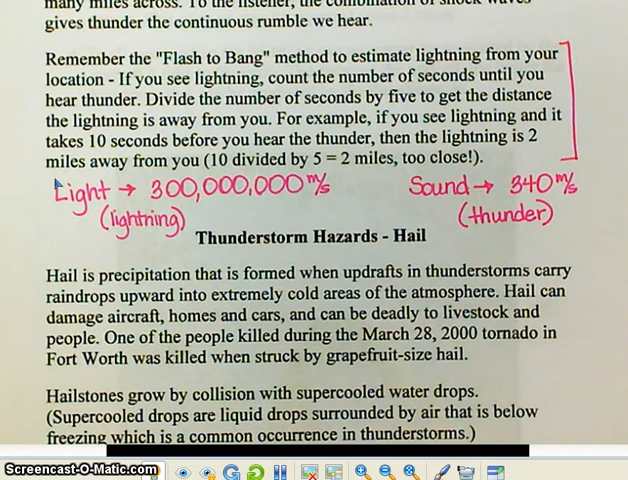 many miles across. To the listener, the combination of shock waves
gives thunder the continuous rumble we hear.
Remember the "Flash to Bang" method to estimate lightning from your
location - If you see lightning, count the number of seconds until you
hear thunder. Divide the number of seconds by five to get the distance
the lightning is away from you. For example, if you see lightning and it
takes 10 seconds before you hear the thunder, then the lightning is 2
miles away from you (10 divided by 5 = 2 miles, too close!).
Light → 300,000,000 m/s Sound → 340 m/s
(lightning) (thunder)
Thunderstorm Hazards - Hail
Hail is precipitation that is formed when updrafts in thunderstorms carry
raindrops upward into extremely cold areas of the atmosphere. Hail can
damage aircraft, homes and cars, and can be deadly to livestock and
people. One of the people killed during the March 28, 2000 tornado in
Fort Worth was killed when struck by grapefruit-size hail.
Hailstones grow by collision with supercooled water drops.
(Supercooled drops are liquid drops surrounded by air that is below
freezing which is a common occurrence in thunderstorms.)
Screencast-O-Matic.com